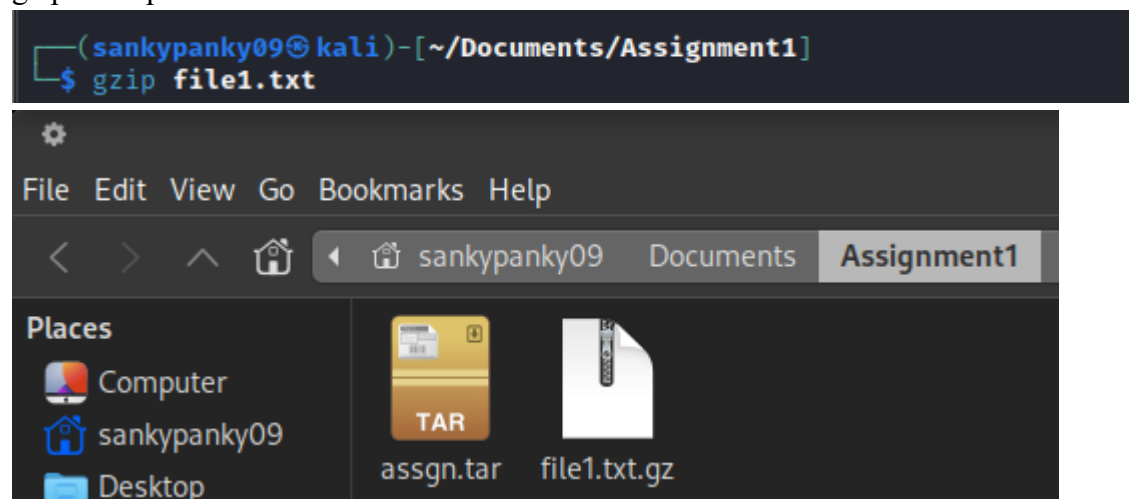 ┌──(sankypanky09㉿kali)-[~/Documents/Assignment1]
└─$ gzip file1.txt
File Edit View Go Bookmarks Help
sankypanky09 Documents Assignment1
Places
Computer
sankypanky09
Desktop
TAR
assgn.tar file1.txt.gz